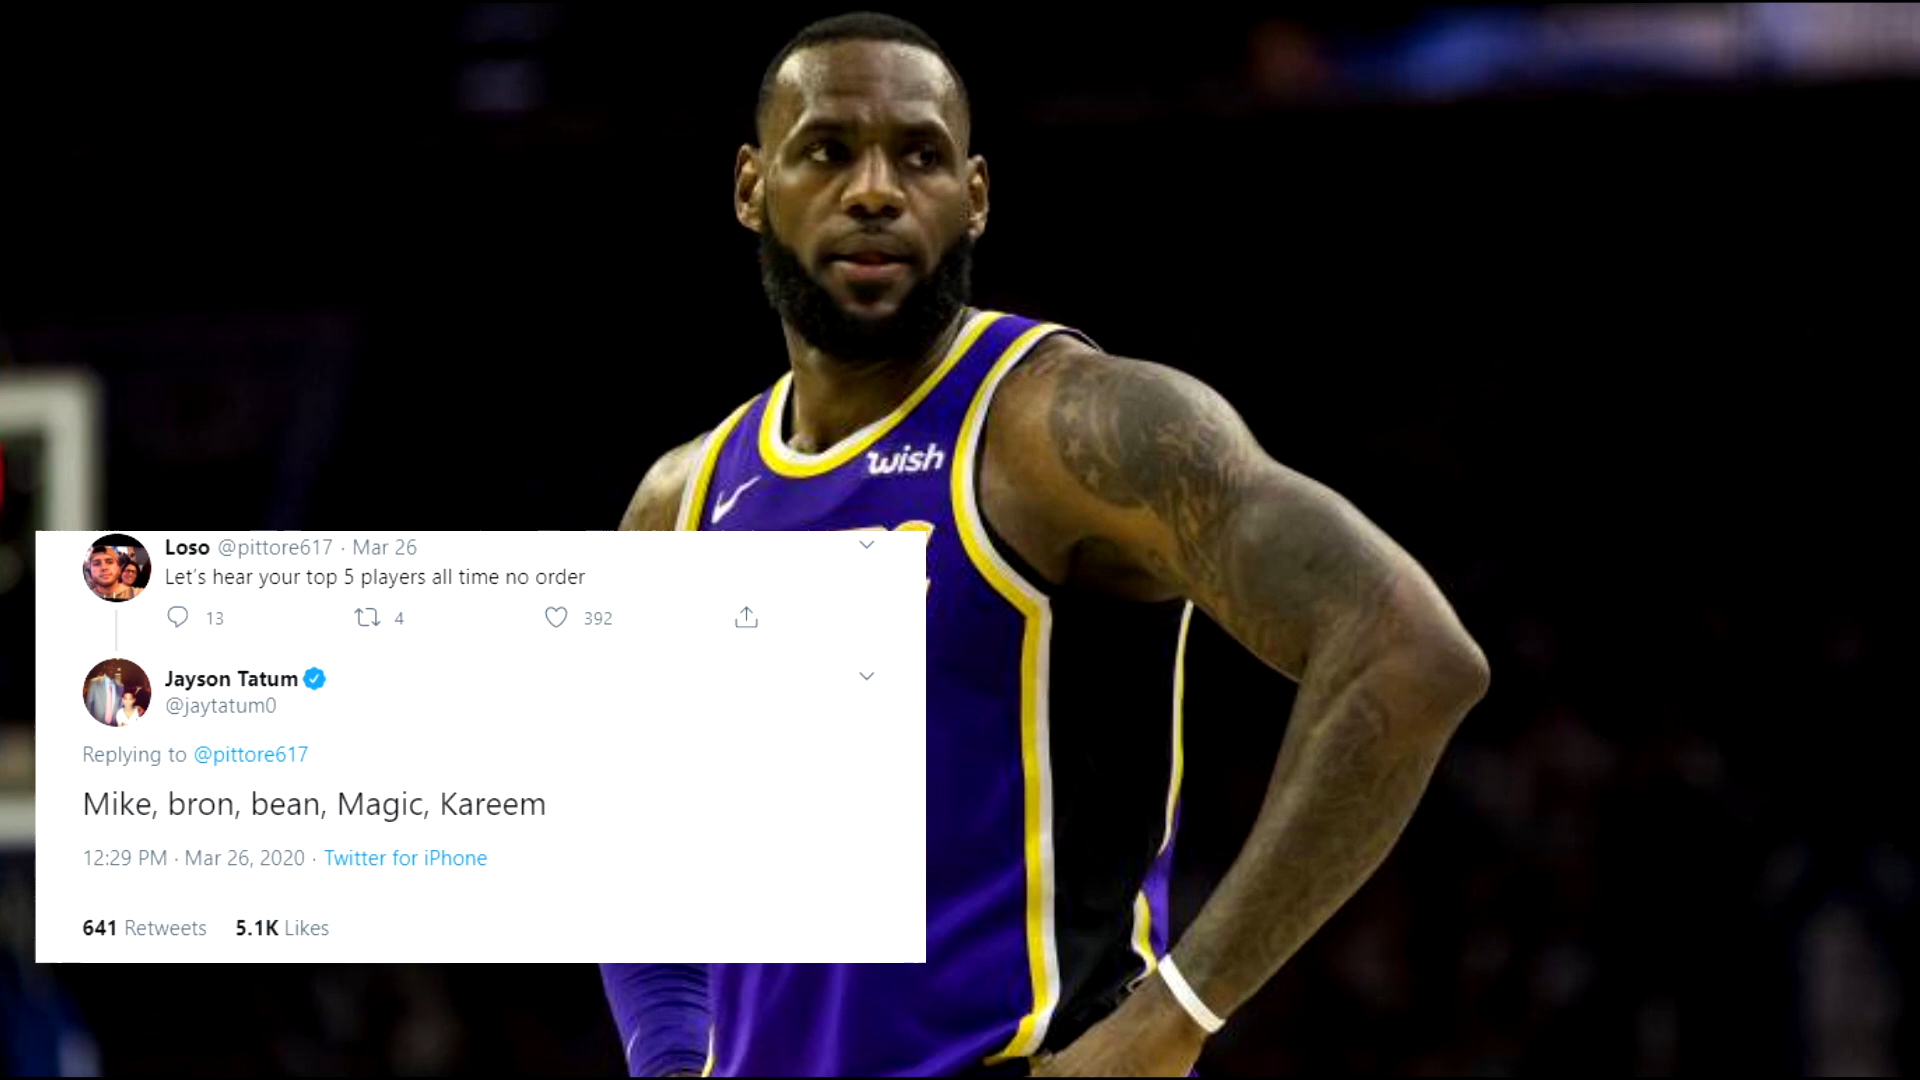 wish
Loso @pittore617 · Mar 26
Let’s hear your top 5 players all time no order
13 4 392
Jayson Tatum
@jaytatum0
Replying to @pittore617
Mike, bron, bean, Magic, Kareem
12:29 PM · Mar 26, 2020 · Twitter for iPhone
641 Retweets 5.1K Likes